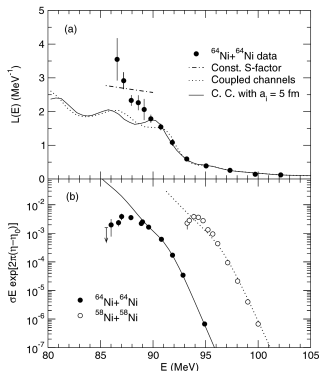 5
4
3
2
1
0
L(E) (MeV⁻¹)
(a)
⁶⁴Ni+⁶⁴Ni data
Const. S-factor
Coupled channels
C. C. with aᵢ = 5 fm
10⁻²
10⁻³
10⁻⁴
10⁻⁵
10⁻⁶
10⁻⁷
σE exp[2π(η-η₀)]
(b)
⁶⁴Ni+⁶⁴Ni
⁵⁸Ni+⁵⁸Ni
80 85 90 95 100 105
E (MeV)